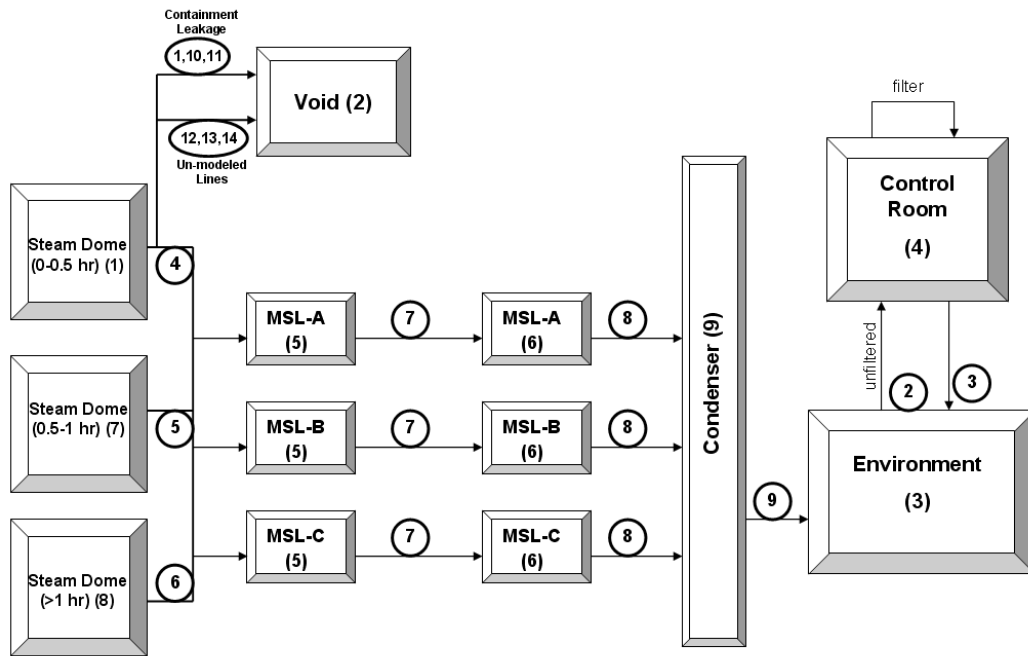 Containment
Leakage
1,10,11
Void (2)
12,13,14
Un-modeled
Lines
filter
Control
Room
(4)
Steam Dome
(0-0.5 hr) (1)
4
MSL-A
(5)
7
MSL-A
(6)
8
Condenser (9)
unfiltered
2
3
Steam Dome
(0.5-1 hr) (7)
5
MSL-B
(5)
7
MSL-B
(6)
8
Environment
(3)
9
Steam Dome
(>1 hr) (8)
6
MSL-C
(5)
7
MSL-C
(6)
8